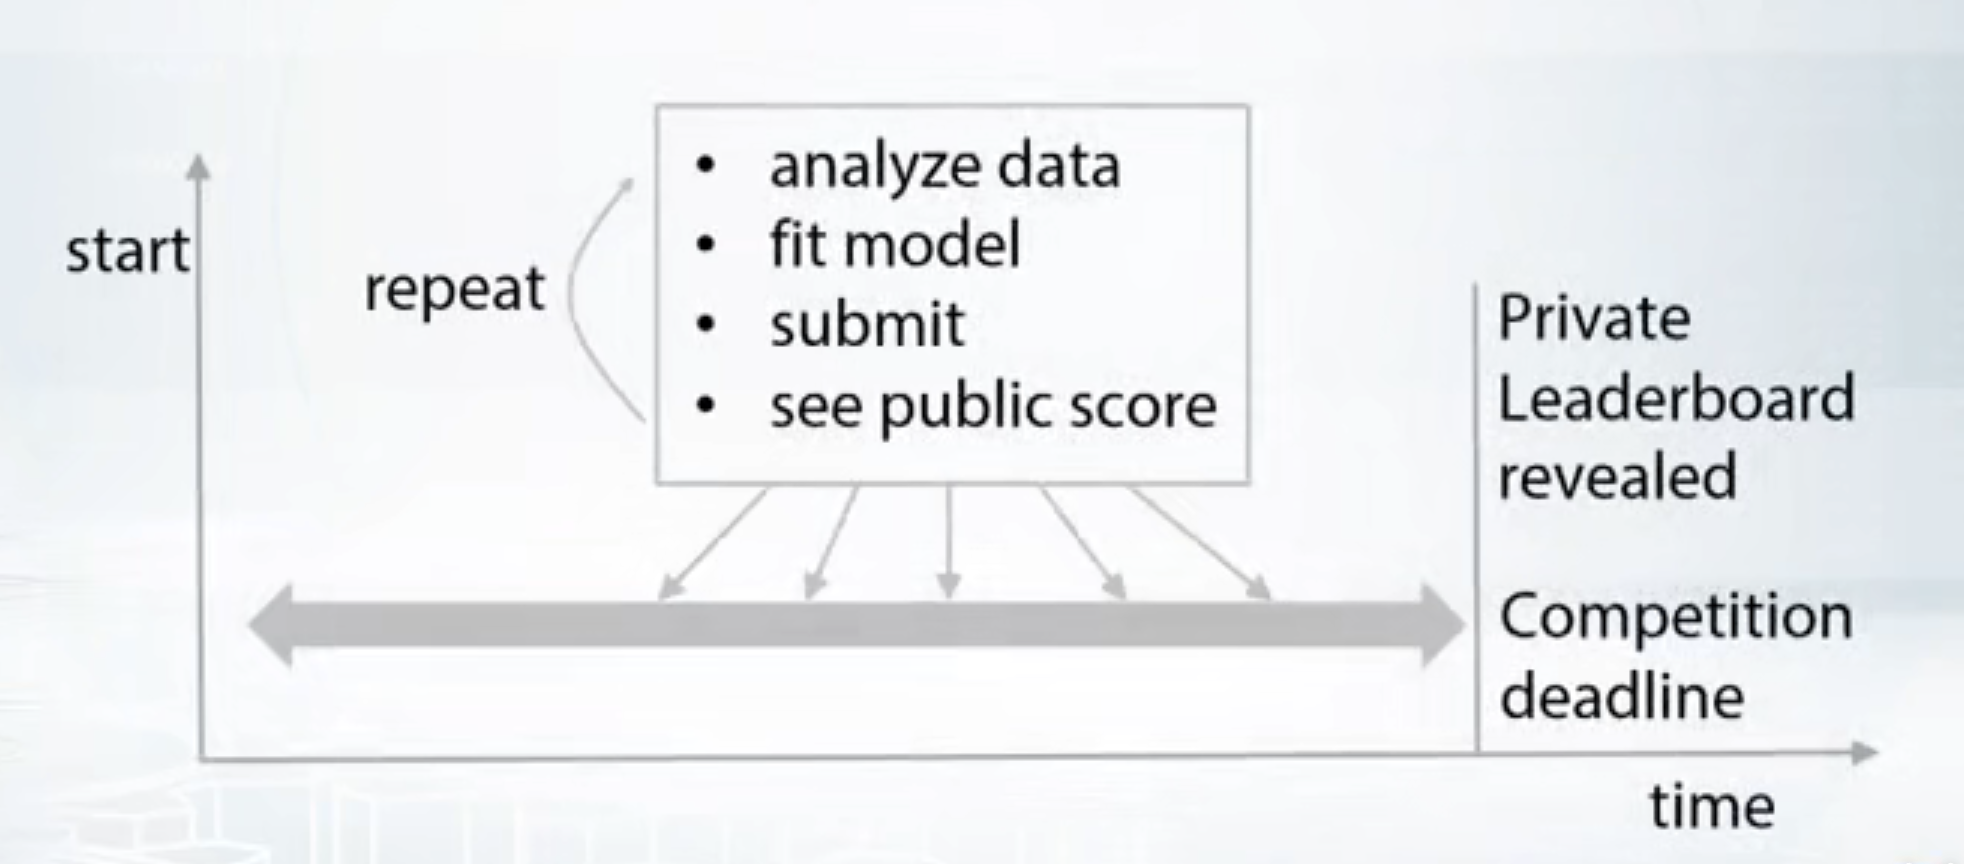 start
repeat
• analyze data
• fit model
• submit
• see public score
Private
Leaderboard
revealed
Competition
deadline
time